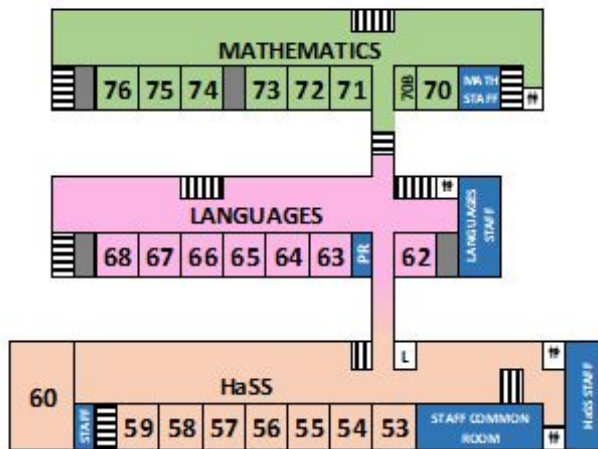 MATHEMATICS
76 75 74 73 72 71 70B 70 MATH
STAFF
LANGUAGES
68 67 66 65 64 63 PR 62 LANGUAGES
STAFF
60
HaSS
L
HaSS STAFF
STAFF 59 58 57 56 55 54 53 STAFF COMMON
ROOM